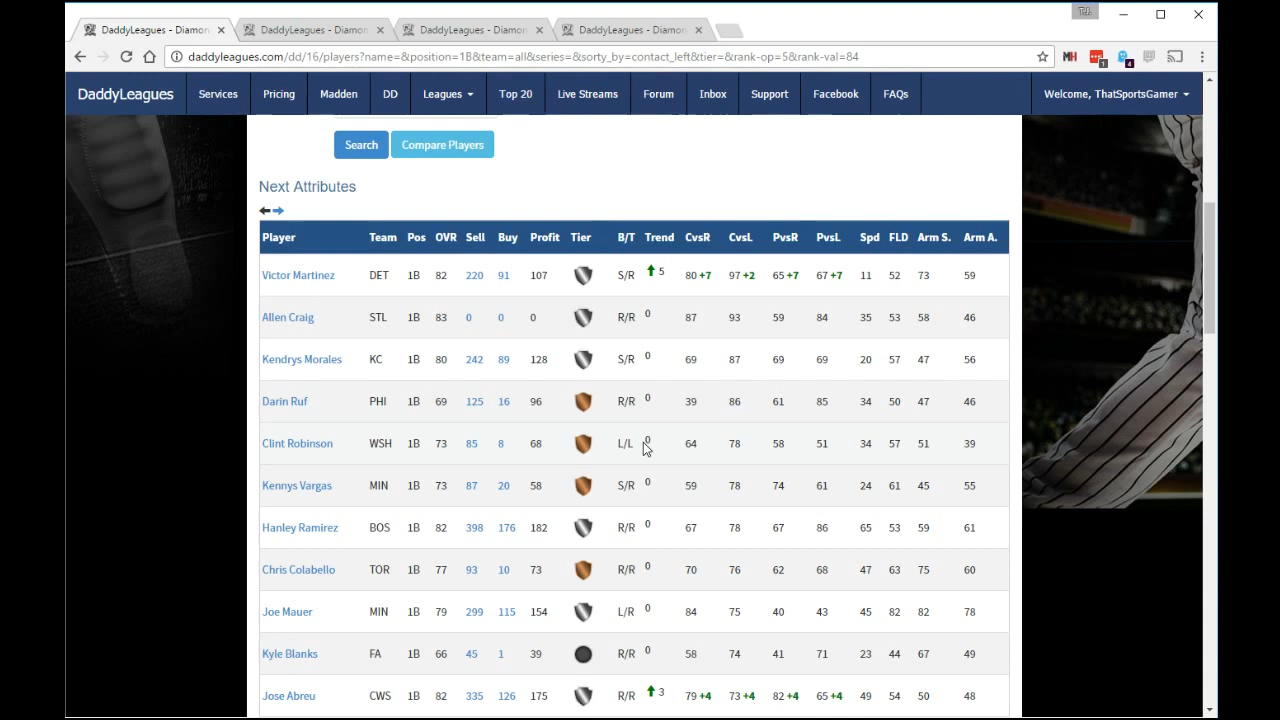 DaddyLeagues - Diamon
DaddyLeagues - Diamon
DaddyLeagues - Diamon
DaddyLeagues - Diamon
daddyleagues.com/dd/16/players?name=&position=1B&team=all&series=&sorty_by=contact_left&tier=&rank-op=5&rank-val=84
DaddyLeagues Services Pricing Madden DD Leagues Top 20 Live Streams Forum Inbox Support Facebook FAQs Welcome, ThatSportsGamer
Search Compare Players
Next Attributes
Player Team Pos OVR Sell Buy Profit Tier B/T Trend CvsR CvsL PvsR PvsL Spd FLD Arm S. Arm A.
Victor Martinez DET 1B 82 220 91 107 S/R 5 80 +7 97 +2 65 +7 67 +7 11 52 73 59
Allen Craig STL 1B 83 0 0 0 R/R 0 87 93 59 84 35 53 58 46
Kendrys Morales KC 1B 80 242 89 128 S/R 0 69 87 69 69 20 57 47 56
Darin Ruf PHI 1B 69 125 16 96 R/R 0 39 86 61 85 34 50 47 46
Clint Robinson WSH 1B 73 85 8 68 L/L 0 64 78 58 51 34 57 51 39
Kennys Vargas MIN 1B 73 87 20 58 S/R 0 59 78 74 61 24 61 45 55
Hanley Ramirez BOS 1B 82 398 176 182 R/R 0 67 78 67 86 65 53 59 61
Chris Colabello TOR 1B 77 93 10 73 R/R 0 70 76 62 68 47 63 75 60
Joe Mauer MIN 1B 79 299 115 154 L/R 0 84 75 40 43 45 82 82 78
Kyle Blanks FA 1B 66 45 1 39 R/R 0 58 74 41 71 23 44 67 49
Jose Abreu CWS 1B 82 335 126 175 R/R 3 79 +4 73 +4 82 +4 65 +4 49 54 50 48